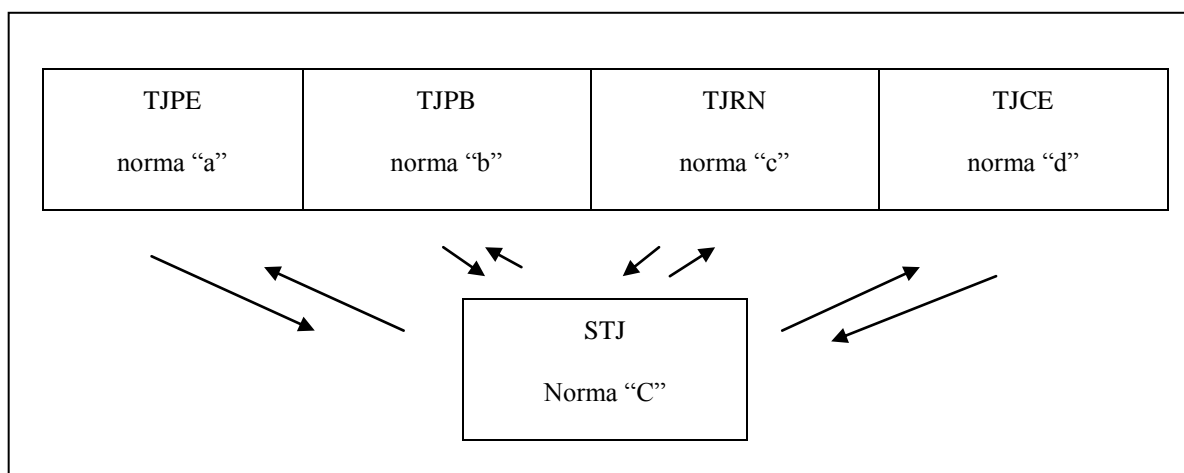 TJPE
norma “a”
TJPB
norma “b”
TJRN
norma “c”
TJCE
norma “d”
STJ
Norma “C”